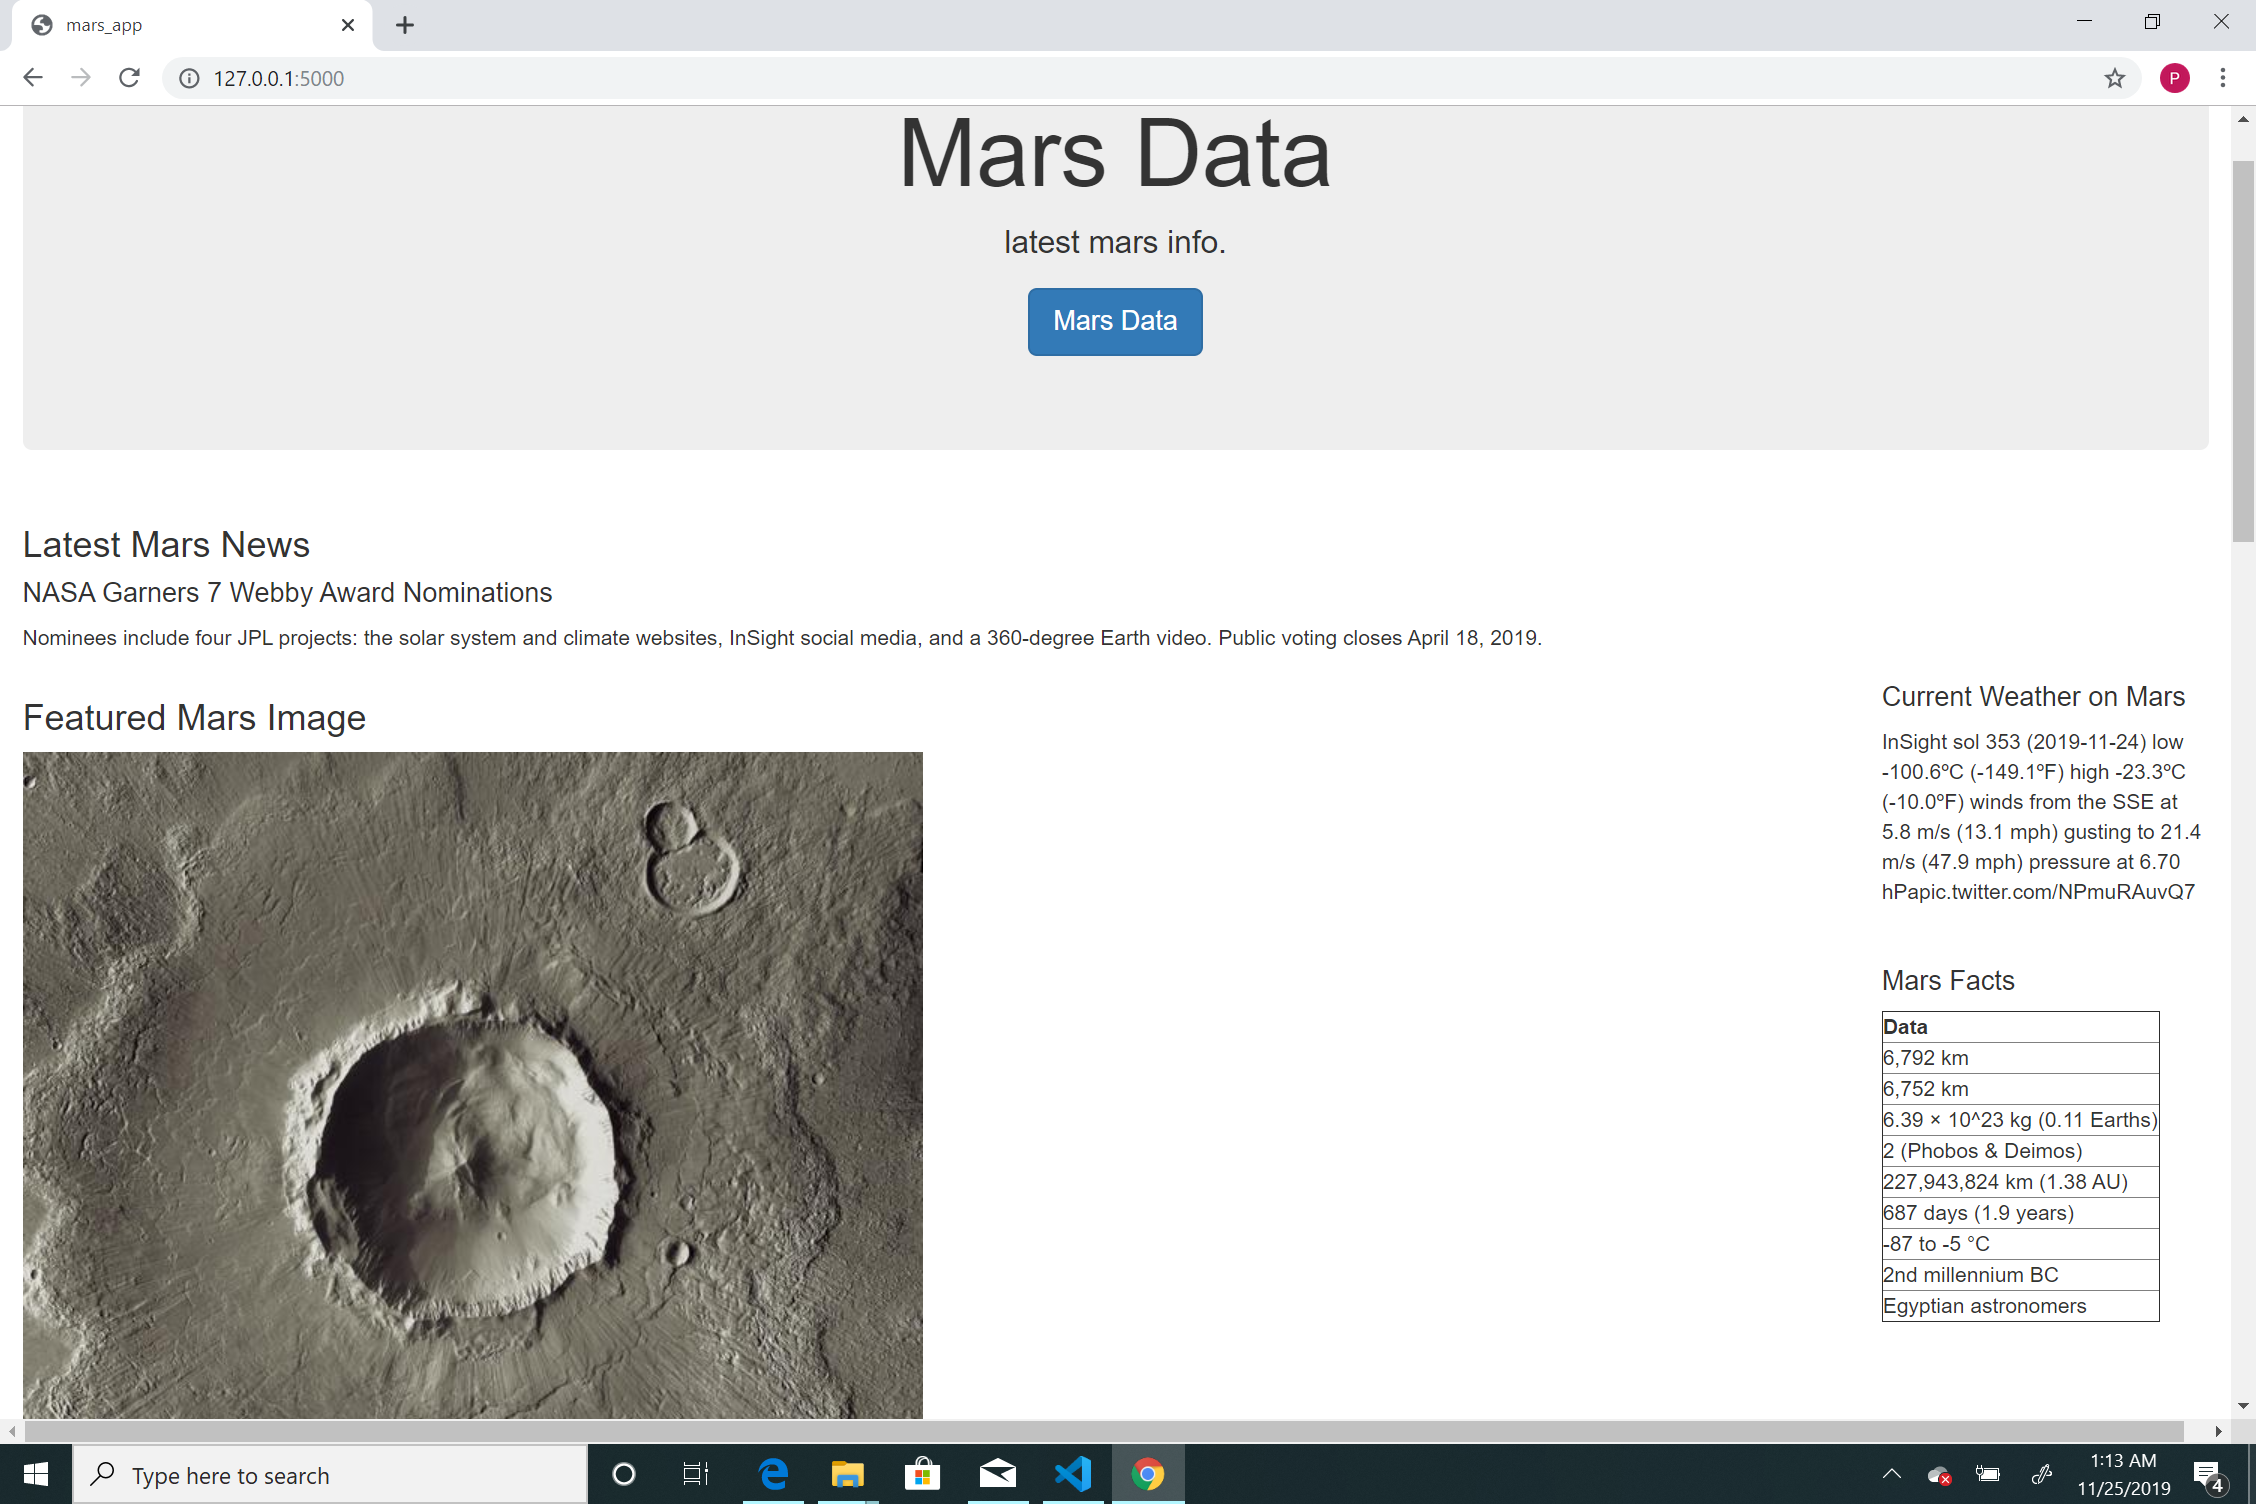 mars_app
127.0.0.1:5000
P
Mars Data
latest mars info.
Mars Data
Latest Mars News
NASA Garners 7 Webby Award Nominations
Nominees include four JPL projects: the solar system and climate websites, InSight social media, and a 360-degree Earth video. Public voting closes April 18, 2019.
Featured Mars Image
Current Weather on Mars
InSight sol 353 (2019-11-24) low
-100.6ºC (-149.1ºF) high -23.3ºC
(-10.0ºF) winds from the SSE at
5.8 m/s (13.1 mph) gusting to 21.4
m/s (47.9 mph) pressure at 6.70
hPapic.twitter.com/NPmuRAuvQ7
Mars Facts
Data
6,792 km
6,752 km
6.39 × 10^23 kg (0.11 Earths)
2 (Phobos & Deimos)
227,943,824 km (1.38 AU)
687 days (1.9 years)
-87 to -5 °C
2nd millennium BC
Egyptian astronomers
Type here to search
1:13 AM
11/25/2019
4